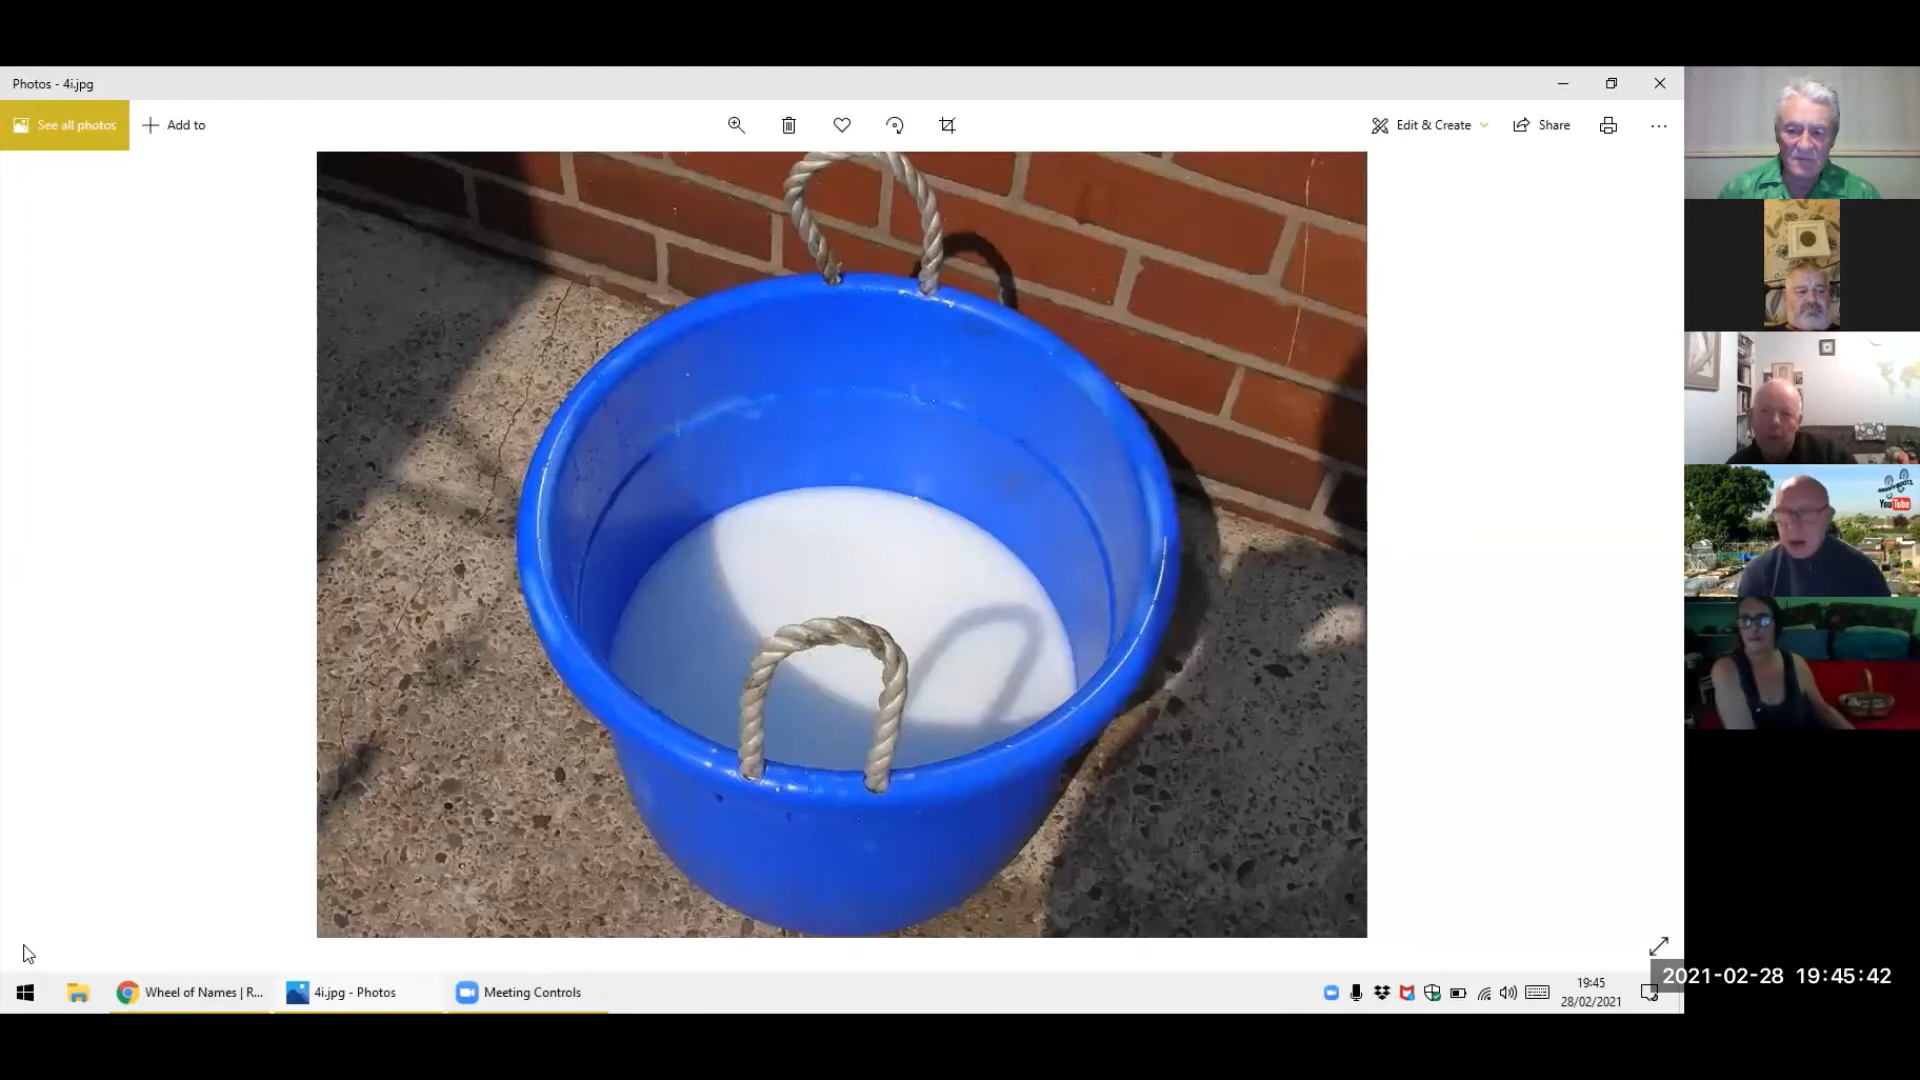 Photos - 4i.jpg
See all photos
Add to
Edit & Create
Share
YouTube
Wheel of Names | R...
4i.jpg - Photos
Meeting Controls
19:45
28/02/2021
2021-02-28 19:45:42